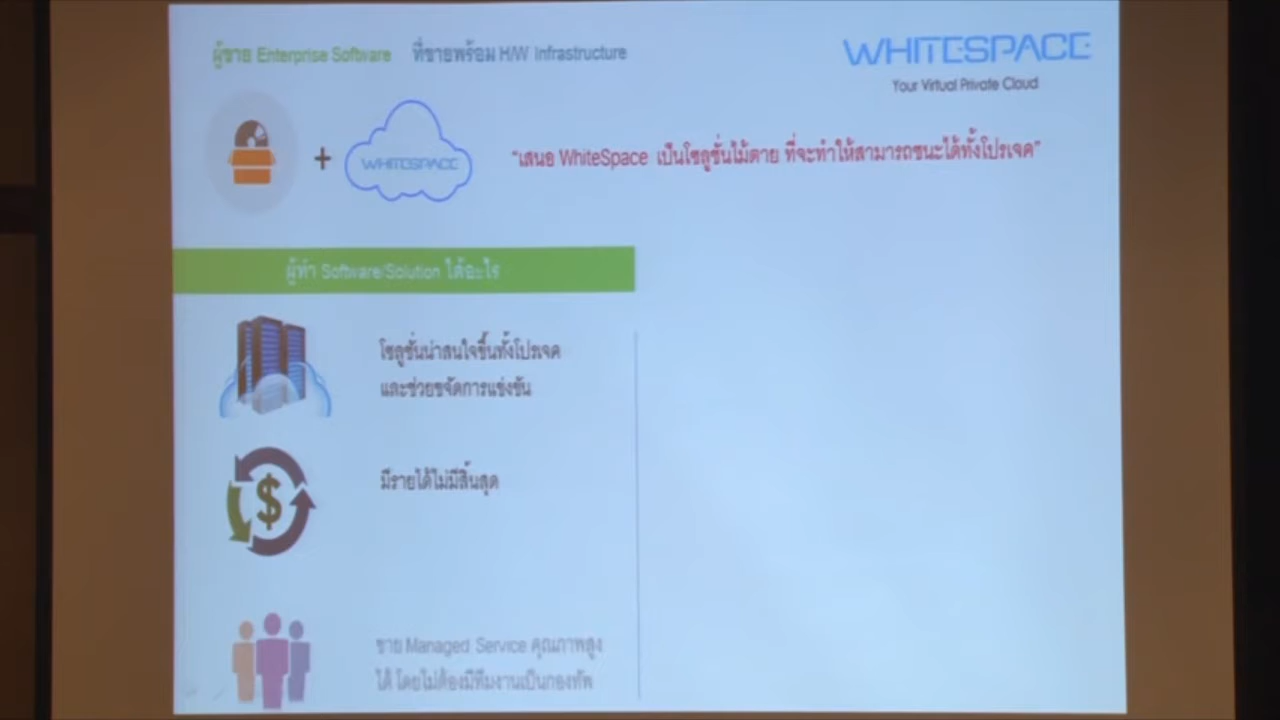 ผู้ขาย Enterprise Software ที่ขายพร้อม H/W Infrastructure
WHITESPACE
Your Virtual Private Cloud
WHITESPACE
“เสนอ WhiteSpace เป็นโซลูชั่นไม้ตาย ที่จะทำให้สามารถชนะได้ทั้งโปรเจค”
ผู้ทำ Software/Solution ได้อะไร
โซลูชั่นน่าสนใจขึ้นทั้งโปรเจค
และช่วยขจัดการแข่งขัน
มีรายได้ไม่มีสิ้นสุด
ขาย Managed Service คุณภาพสูง
ได้ โดยไม่ต้องมีทีมงานเป็นกองทัพ